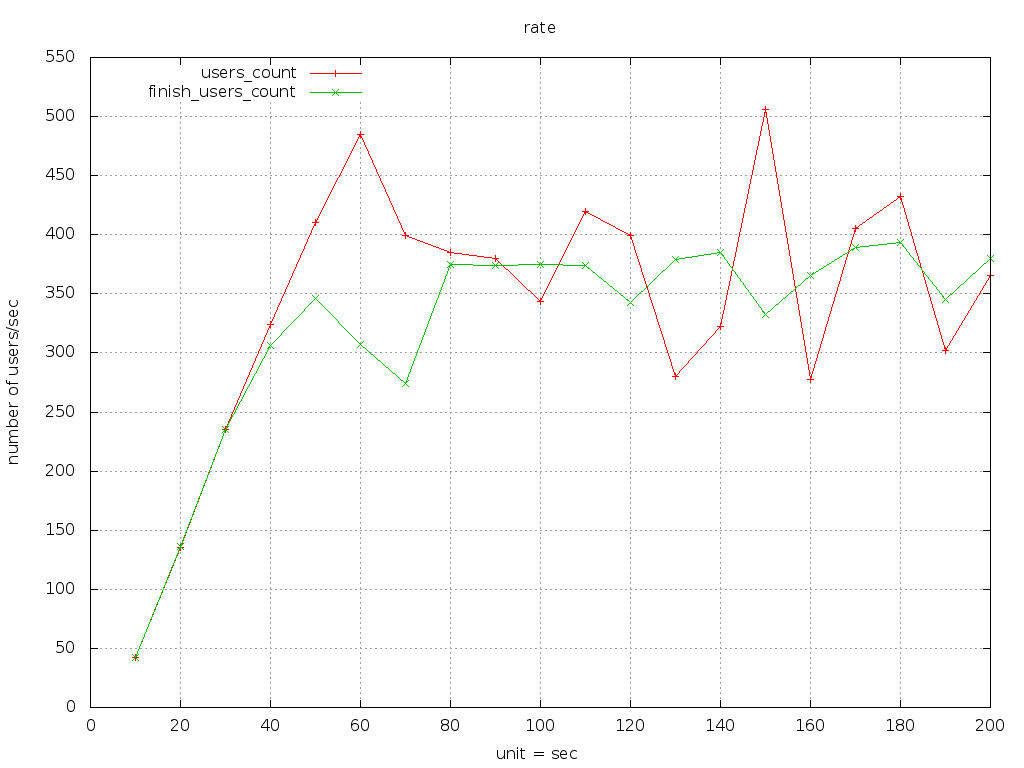 rate
users_count
finish_users_count
550
500
450
400
350
300
250
200
150
100
50
0
number of users/sec
0 20 40 60 80 100 120 140 160 180 200
unit = sec